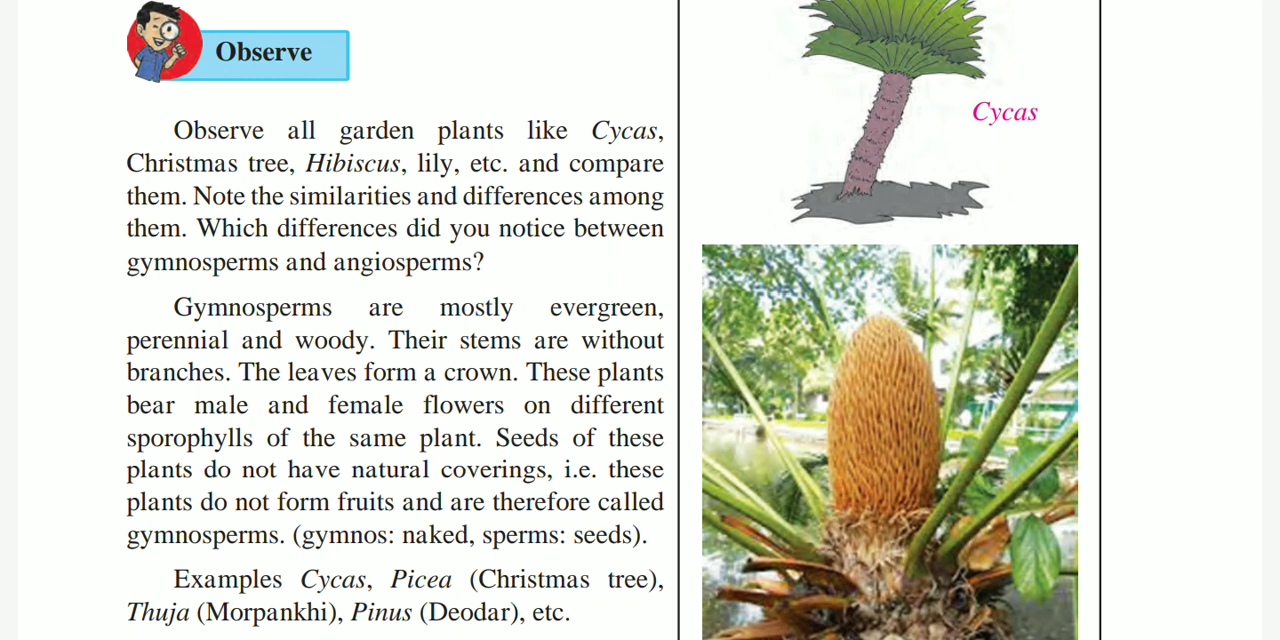 Observe
Observe all garden plants like Cycas,
Christmas tree, Hibiscus, lily, etc. and compare
them. Note the similarities and differences among
them. Which differences did you notice between
gymnosperms and angiosperms?
Gymnosperms are mostly evergreen,
perennial and woody. Their stems are without
branches. The leaves form a crown. These plants
bear male and female flowers on different
sporophylls of the same plant. Seeds of these
plants do not have natural coverings, i.e. these
plants do not form fruits and are therefore called
gymnosperms. (gymnos: naked, sperms: seeds).
Examples Cycas, Picea (Christmas tree),
Thuja (Morpankhi), Pinus (Deodar), etc.
Cycas